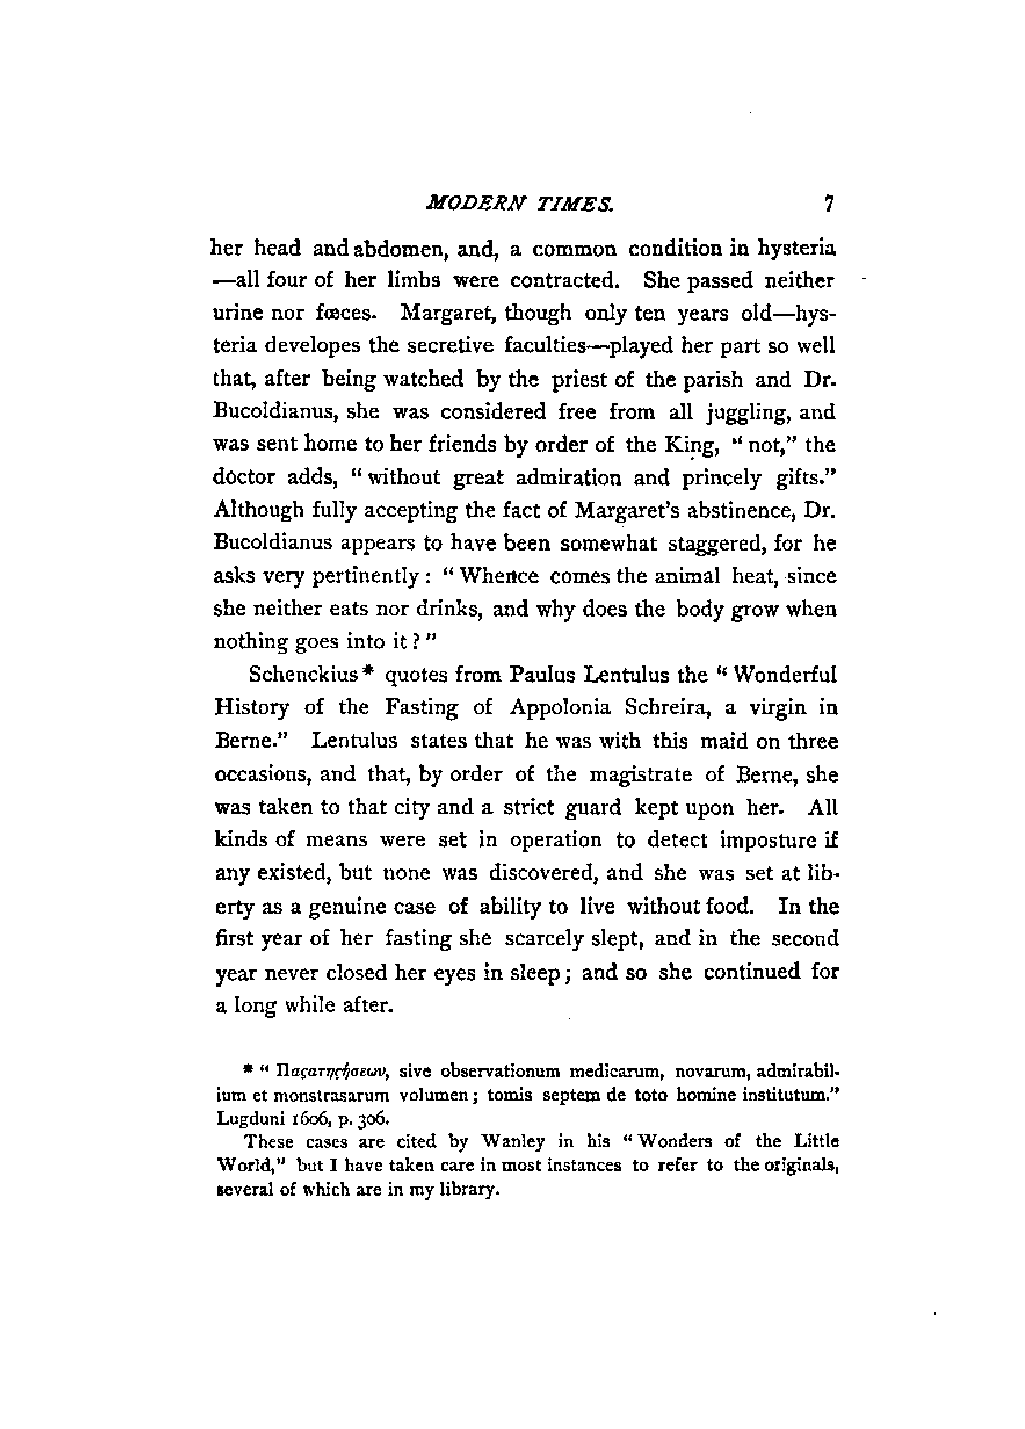 MODERN TIMES. 7
her head and abdomen, and, a common condition in hysteria
—all four of her limbs were contracted. She passed neither
urine nor fœces. Margaret, though only ten years old—hys-
teria developes the secretive faculties—played her part so well
that, after being watched by the priest of the parish and Dr.
Bucoldianus, she was considered free from all juggling, and
was sent home to her friends by order of the King, “ not,” the
doctor adds, “ without great admiration and princely gifts.”
Although fully accepting the fact of Margaret’s abstinence, Dr.
Bucoldianus appears to have been somewhat staggered, for he
asks very pertinently : “ Whence comes the animal heat, since
she neither eats nor drinks, and why does the body grow when
nothing goes into it ? ”
Schenckius* quotes from Paulus Lentulus the “ Wonderful
History of the Fasting of Appolonia Schreira, a virgin in
Berne.” Lentulus states that he was with this maid on three
occasions, and that, by order of the magistrate of Berne, she
was taken to that city and a strict guard kept upon her. All
kinds of means were set in operation to detect imposture if
any existed, but none was discovered, and she was set at lib-
erty as a genuine case of ability to live without food. In the
first year of her fasting she scarcely slept, and in the second
year never closed her eyes in sleep ; and so she continued for
a long while after.
* “ Παρατηρήσεων, sive observationum medicarum, novarum, admirabil-
ium et monstrasarum volumen ; tomis septem de toto homine institutum.”
Lugduni 1606, p. 306.
These cases are cited by Wanley in his “ Wonders of the Little
World,” but I have taken care in most instances to refer to the originals,
several of which are in my library.